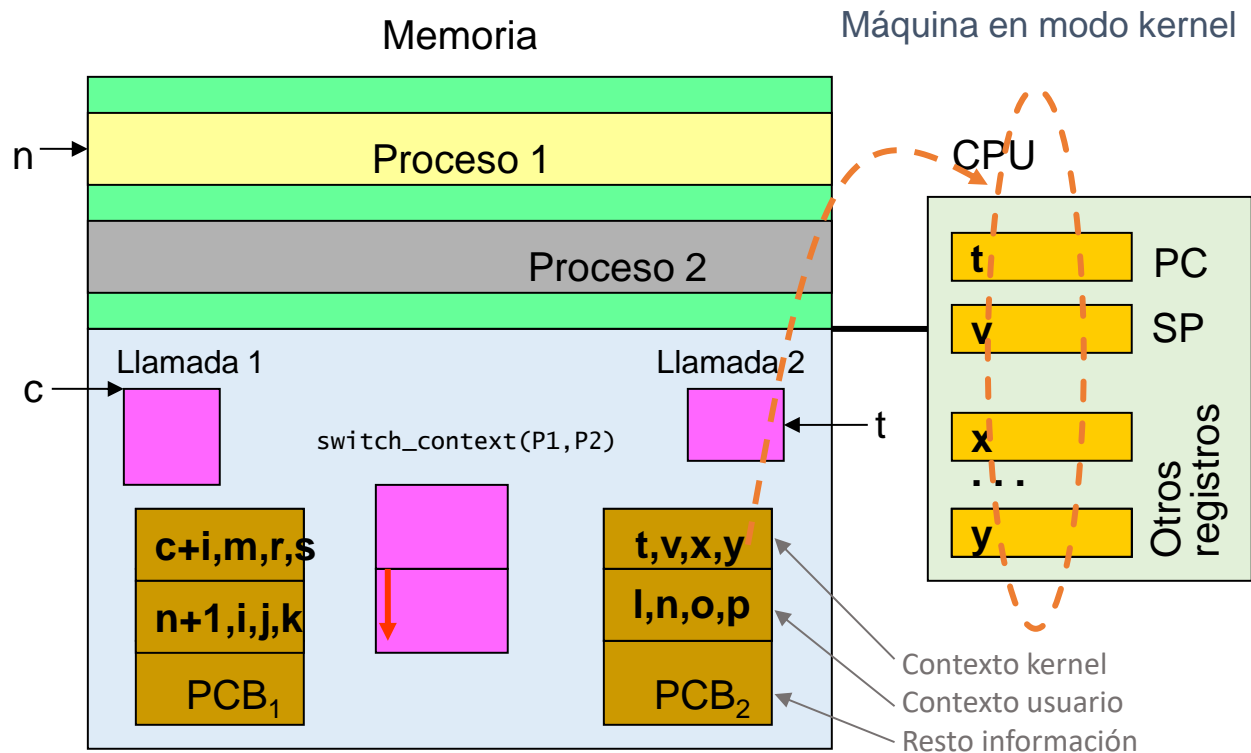 Memoria
Máquina en modo kernel
n
Proceso 1
CPU
t
PC
Proceso 2
v
SP
Llamada 1
Llamada 2
c
switch_context(P1,P2)
t
x
...
y
Otros
registros
c+i,m,r,s
t,v,x,y
n+1,i,j,k
l,n,o,p
PCB1
PCB2
Contexto kernel
Contexto usuario
Resto información